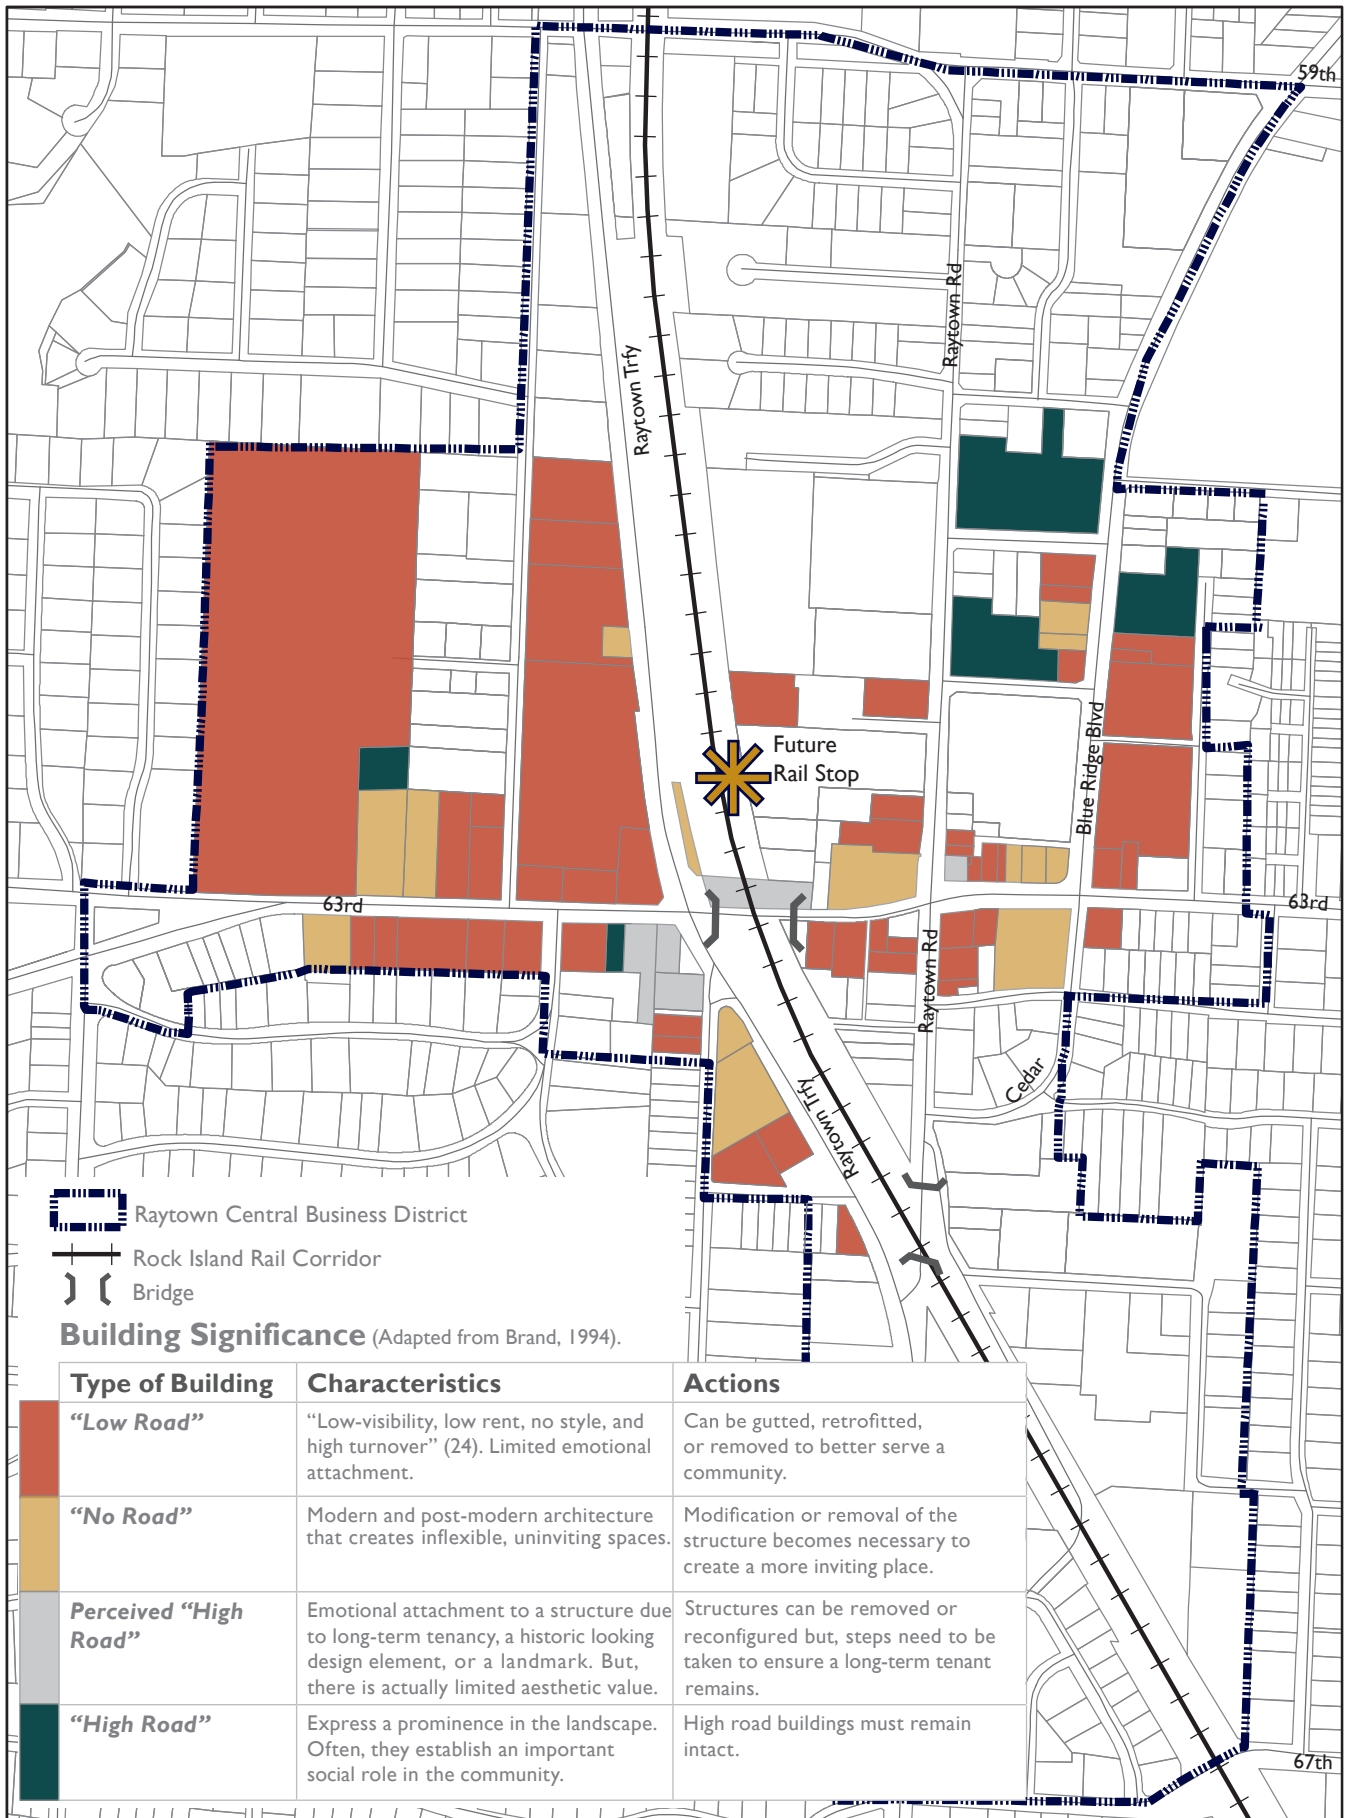 59th
Raytown Rd
Raytown Trfy
Future
Rail Stop
Blue Ridge Blvd
63rd
63rd
Raytown Rd
Cedar
Raytown Trfy
Raytown Central Business District
Rock Island Rail Corridor
Bridge
Building Significance (Adapted from Brand, 1994).
Type of Building Characteristics Actions
“Low Road”
“Low-visibility, low rent, no style, and
high turnover” (24). Limited emotional
attachment.
Can be gutted, retrofitted,
or removed to better serve a
community.
“No Road”
Modern and post-modern architecture
that creates inflexible, uninviting spaces.
Modification or removal of the
structure becomes necessary to
create a more inviting place.
Perceived “High
Road”
Emotional attachment to a structure due
to long-term tenancy, a historic looking
design element, or a landmark. But,
there is actually limited aesthetic value.
Structures can be removed or
reconfigured but, steps need to be
taken to ensure a long-term tenant
remains.
“High Road”
Express a prominence in the landscape.
Often, they establish an important
social role in the community.
High road buildings must remain
intact.
67th